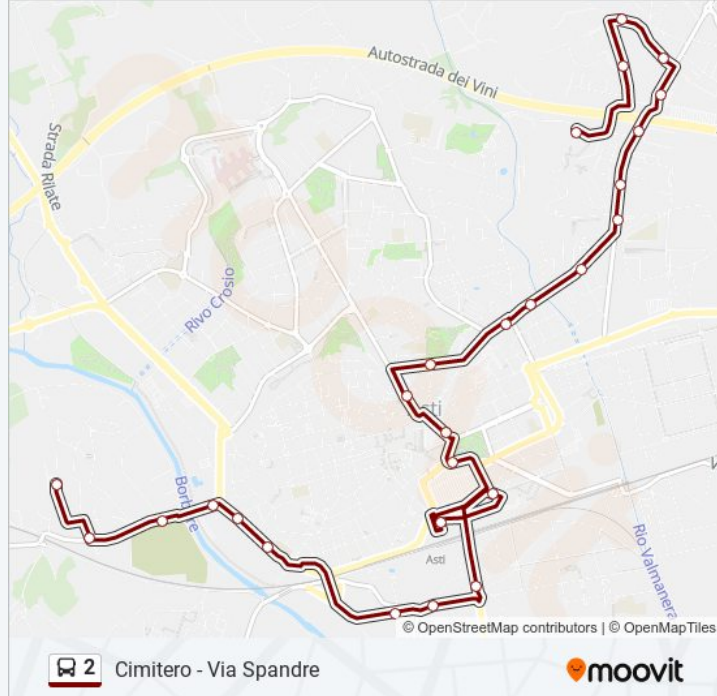 Autostrada dei Vini
Strada Rilate
Rivo Crosio
Borbore
Asti
Rio Valmanera
© OpenStreetMap contributors | © OpenMapTiles
2 Cimitero - Via Spandre
moovit